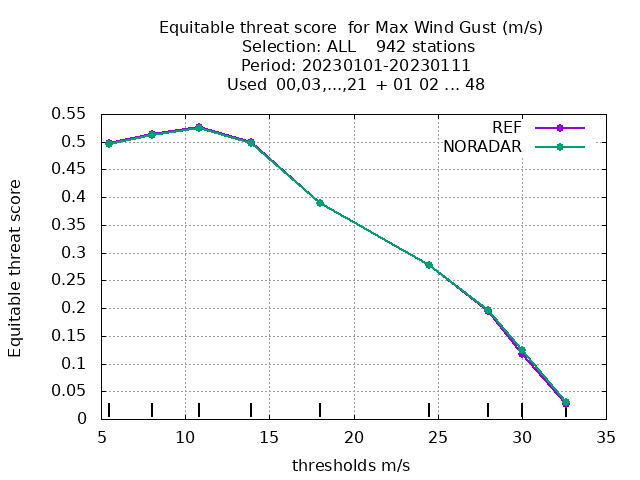 Equitable threat score  for Max Wind Gust (m/s)
Selection: ALL    942 stations
Period: 20230101-20230111
Used  00,03,...,21  + 01 02 ... 48
REF
NORADAR
0.55
0.5
0.45
0.4
0.35
0.3
0.25
0.2
0.15
0.1
0.05
0
Equitable threat score
5 10 15 20 25 30 35
thresholds m/s